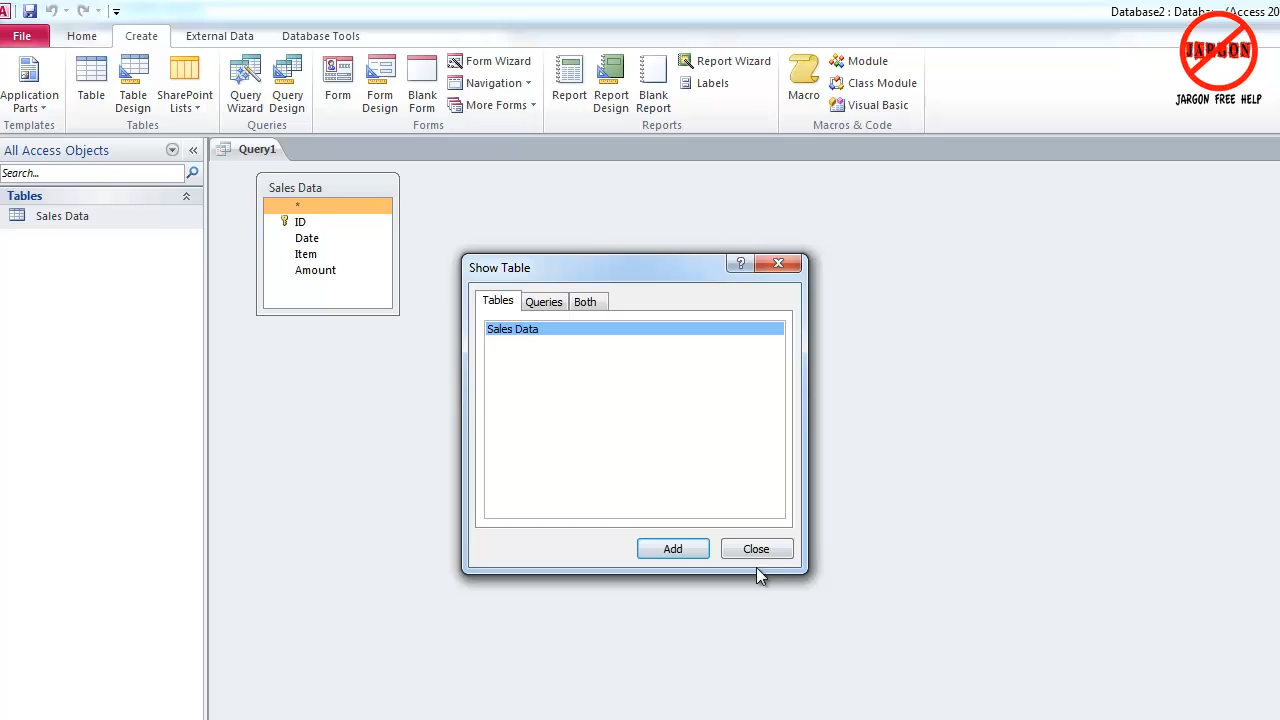 Database2 : Database (Access 20
File Home Create External Data Database Tools
Application Parts
Table
Table Design
SharePoint Lists
Query Wizard
Query Design
Form
Form Design
Blank Form
Form Wizard
Navigation
More Forms
Report
Report Design
Blank Report
Report Wizard
Labels
Macro
Module
Class Module
Visual Basic
Templates Tables Queries Forms Reports Macros & Code
JARGON
JARGON FREE HELP
All Access Objects
Search...
Tables
Sales Data
Query1
Sales Data
*
ID
Date
Item
Amount
Show Table
Tables Queries Both
Sales Data
Add Close